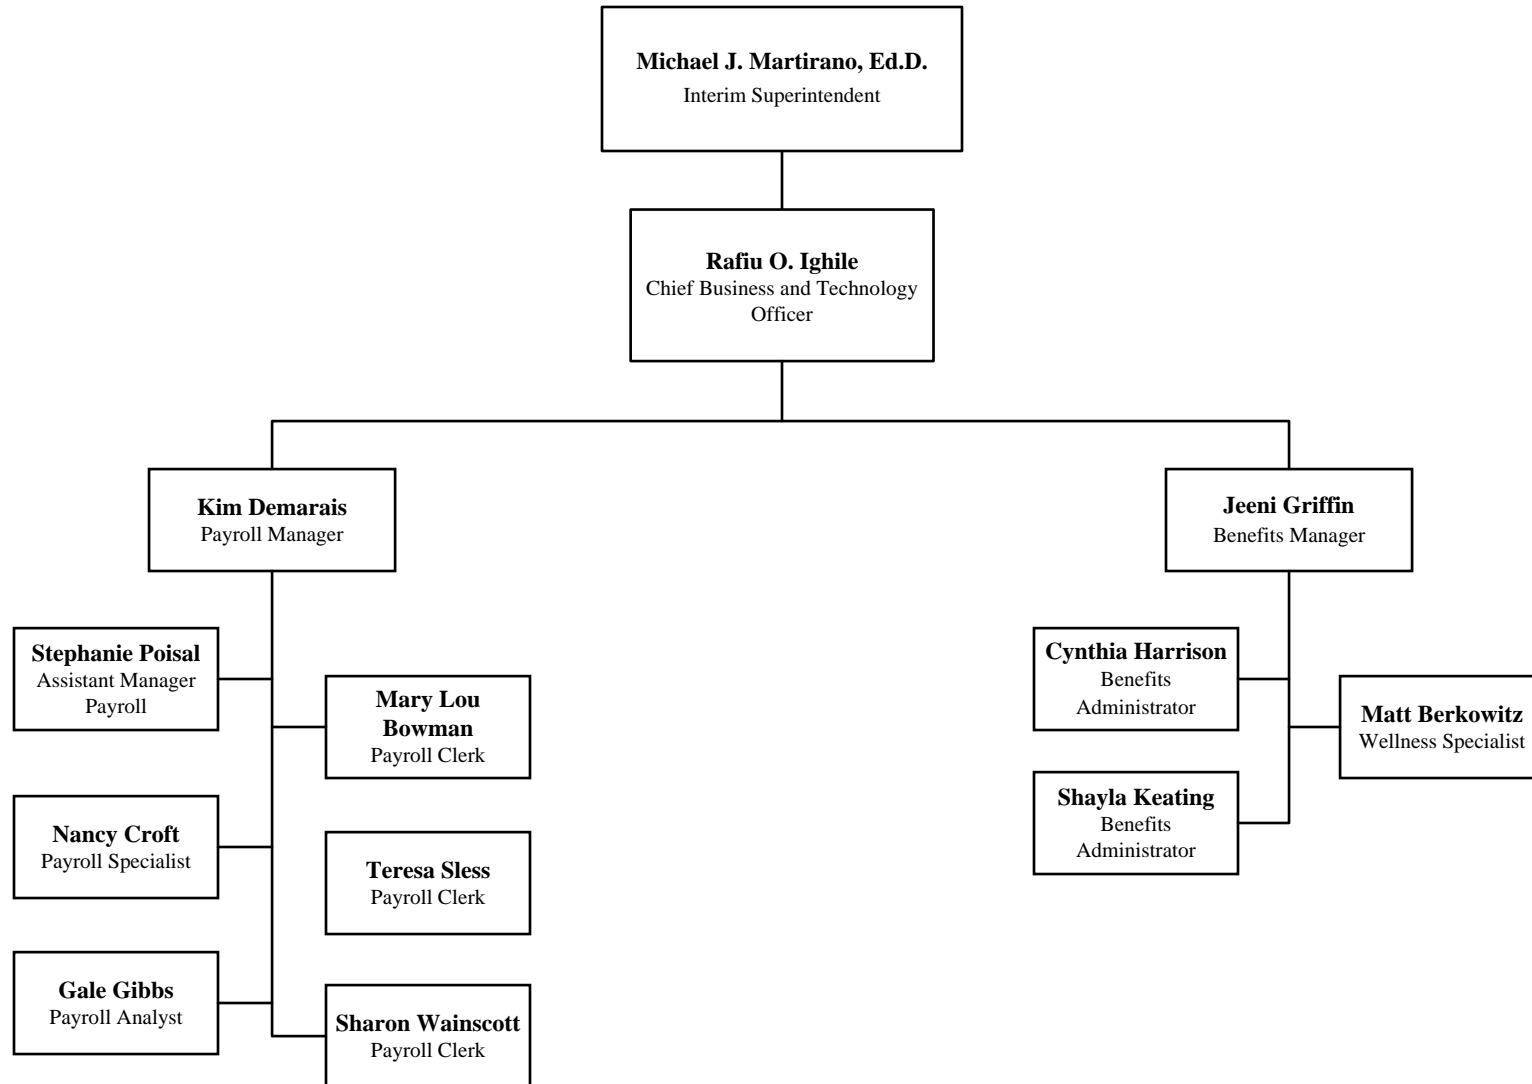 Michael J. Martirano, Ed.D.
Interim Superintendent
Rafiu O. Ighile
Chief Business and Technology
Officer
Kim Demarais
Payroll Manager
Jeeni Griffin
Benefits Manager
Stephanie Poisal
Assistant Manager
Payroll
Mary Lou
Bowman
Payroll Clerk
Nancy Croft
Payroll Specialist
Teresa Sless
Payroll Clerk
Gale Gibbs
Payroll Analyst
Sharon Wainscott
Payroll Clerk
Cynthia Harrison
Benefits
Administrator
Matt Berkowitz
Wellness Specialist
Shayla Keating
Benefits
Administrator